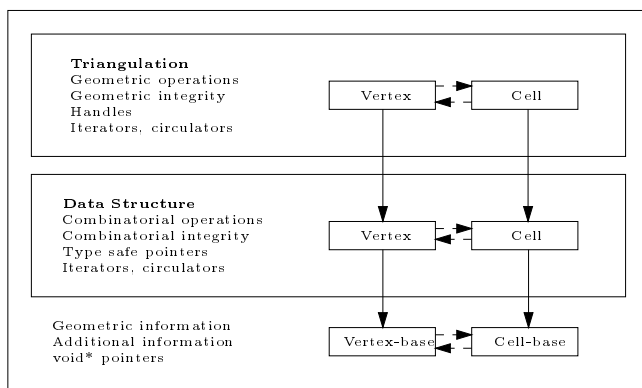 Triangulation
Geometric operations
Geometric integrity
Handles
Iterators, circulators
Vertex
Cell
Data Structure
Combinatorial operations
Combinatorial integrity
Type safe pointers
Iterators, circulators
Vertex
Cell
Geometric information
Additional information
void* pointers
Vertex-base
Cell-base